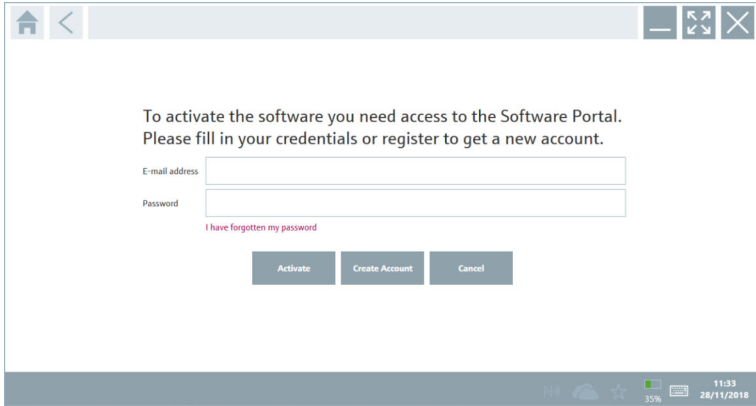 To activate the software you need access to the Software Portal.
Please fill in your credentials or register to get a new account.
E-mail address
Password
I have forgotten my password
Activate Create Account Cancel
35% 11:33
28/11/2018